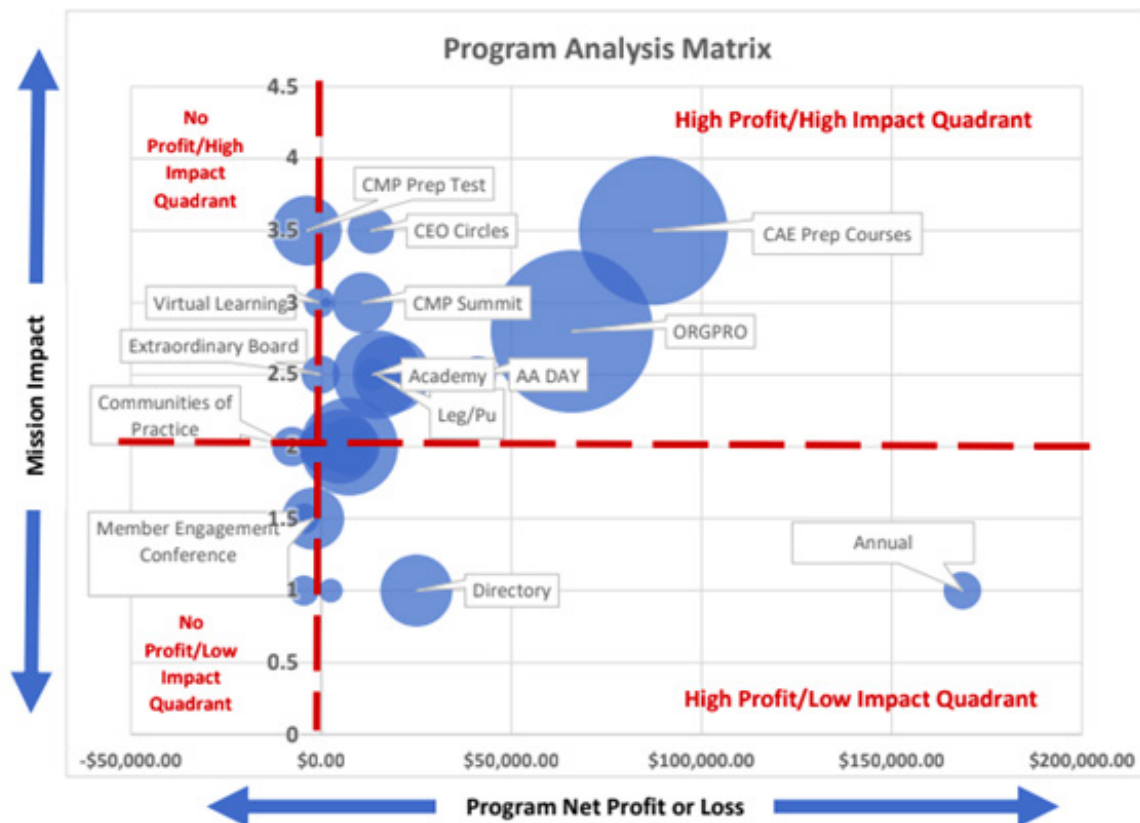 Program Analysis Matrix
Mission Impact
4.5
4
3.5
3
2.5
2
1.5
1
0.5
0
No
Profit/High
Impact
Quadrant
High Profit/High Impact Quadrant
CMP Prep Test
CEO Circles
CAE Prep Courses
Virtual Learning
CMP Summit
ORGPRO
Extraordinary Board
Academy
AA DAY
Leg/Pu
Communities of
Practice
Member Engagement
Conference
Directory
Annual
No
Profit/Low
Impact
Quadrant
High Profit/Low Impact Quadrant
-$50,000.00
$0.00
$50,000.00
$100,000.00
$150,000.00
$200,000.00
Program Net Profit or Loss